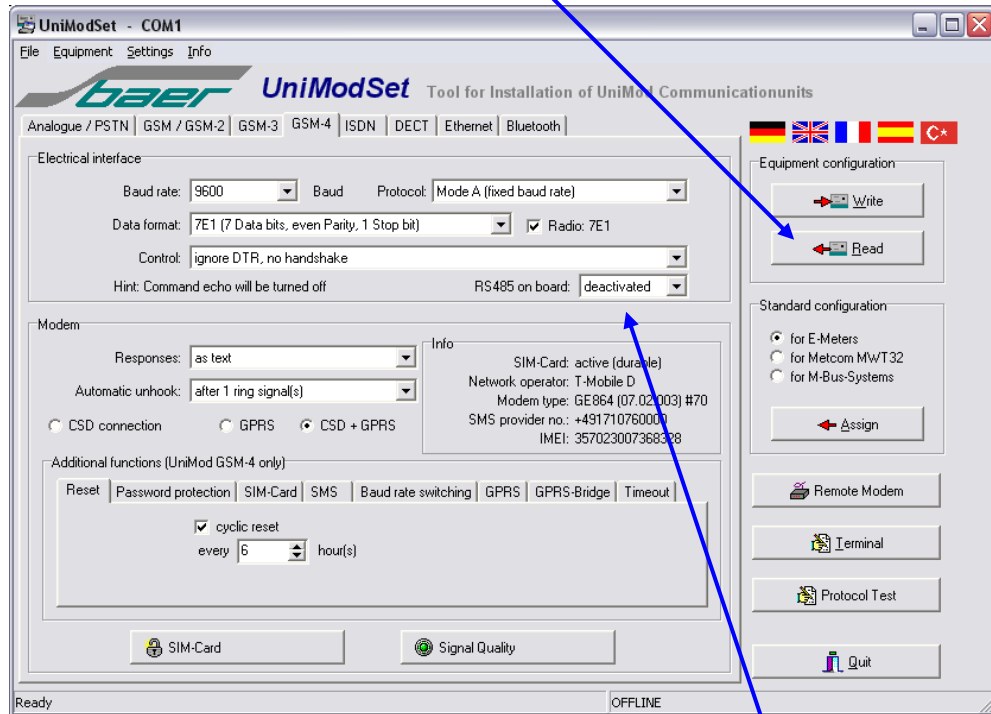 UniModSet - COM1
File Equipment Settings Info
baer UniModSet Tool for Installation of UniMod Communicationunits
Analogue / PSTN GSM / GSM-2 GSM-3 GSM-4 ISDN DECT Ethernet Bluetooth
Electrical interface
Baud rate: 9600 Baud Protocol: Mode A (fixed baud rate)
Data format: 7E1 (7 Data bits, even Parity, 1 Stop bit) Radio: 7E1
Control: ignore DTR, no handshake
Hint: Command echo will be turned off RS485 on board: deactivated
Modem
Responses: as text
Automatic unhook: after 1 ring signal(s)
CSD connection GPRS CSD + GPRS
Info
SIM-Card: active (durable)
Network operator: T-Mobile D
Modem type: GE864 (07.02.003) #70
SMS provider no.: +491710760000
IMEI: 357023007368328
Additional functions (UniMod GSM-4 only)
Reset Password protection SIM-Card SMS Baud rate switching GPRS GPRS-Bridge Timeout
cyclic reset
every 6 hour(s)
SIM-Card Signal Quality
Equipment configuration
Write
Read
Standard configuration
for E-Meters
for Metcom MWT32
for M-Bus-Systems
Assign
Remote Modem
Terminal
Protocol Test
Quit
Ready OFFLINE